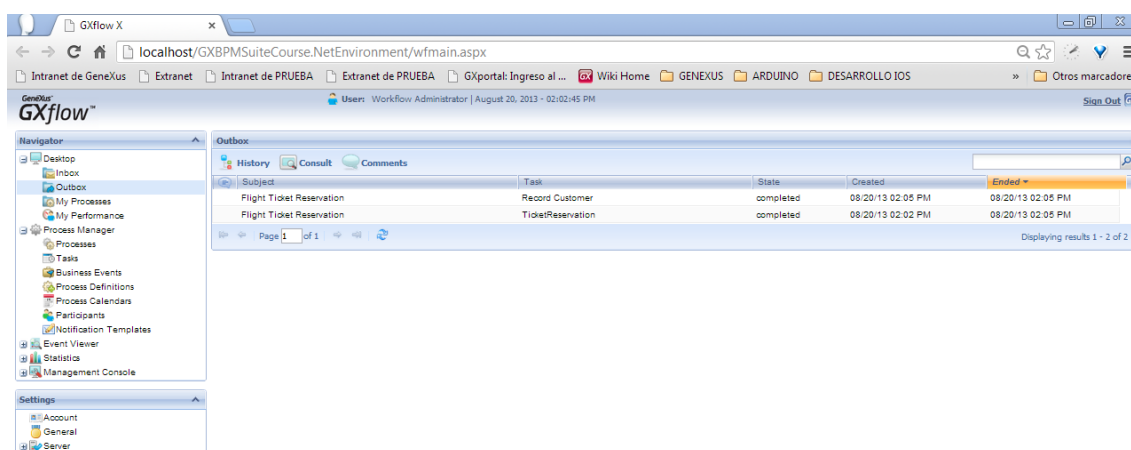 GXflow X
localhost/GXBPMSuiteCourse.NetEnvironment/wfmain.aspx
Intranet de GeneXus Extranet Intranet de PRUEBA Extranet de PRUEBA GXportal: Ingreso al ... Wiki Home GENEXUS ARDUINO DESARROLLO IOS » Otros marcadore
GeneXus™
GXflow™
User: Workflow Administrator | August 20, 2013 - 02:02:45 PM
Sign Out
Navigator
Desktop
Inbox
Outbox
My Processes
My Performance
Process Manager
Processes
Tasks
Business Events
Process Definitions
Process Calendars
Participants
Notification Templates
Event Viewer
Statistics
Management Console
Settings
Account
General
Server
Outbox
History Consult Comments
Subject Task State Created Ended
Flight Ticket Reservation Record Customer completed 08/20/13 02:05 PM 08/20/13 02:05 PM
Flight Ticket Reservation TicketReservation completed 08/20/13 02:02 PM 08/20/13 02:05 PM
Page 1 of 1
Displaying results 1 - 2 of 2